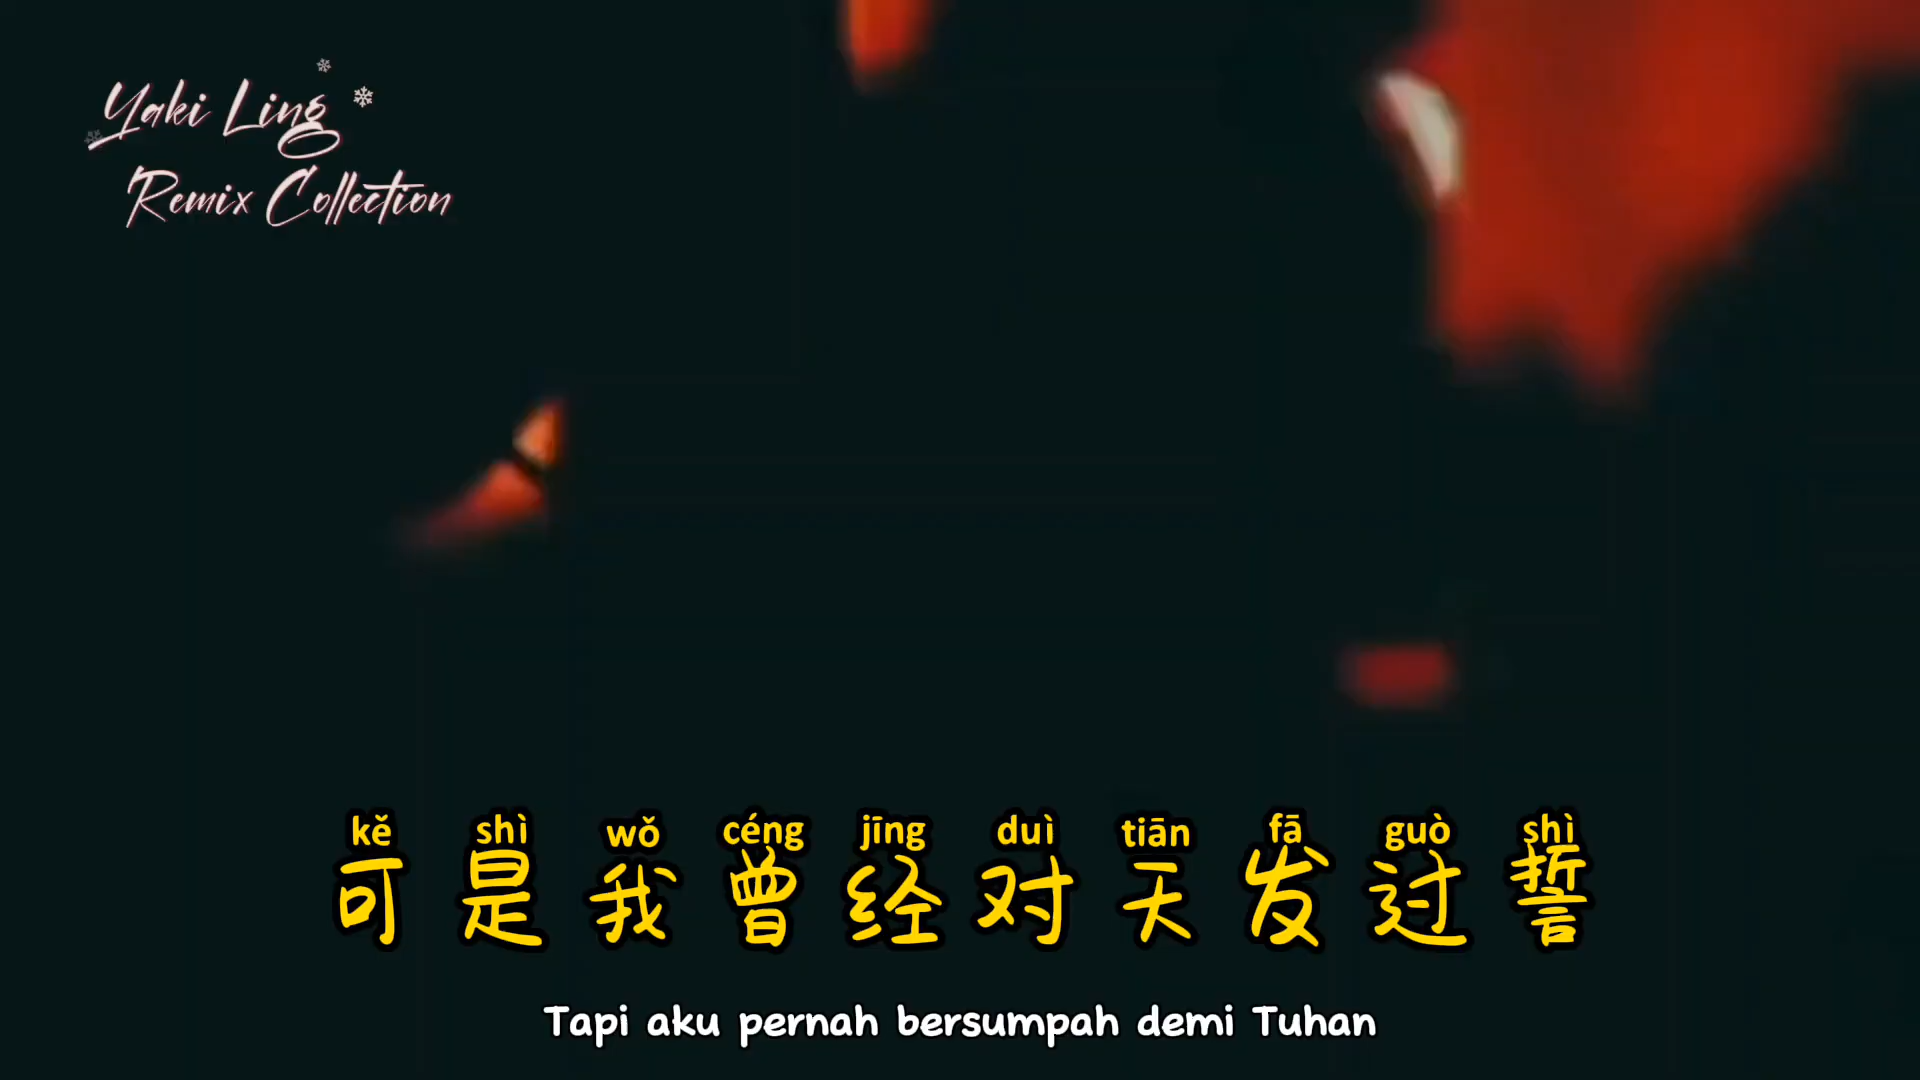 Yaki Ling
Remix Collection
kě shì wǒ céng jīng duì tiān fā guò shì
可是我曾经对天发过誓
Tapi aku pernah bersumpah demi Tuhan